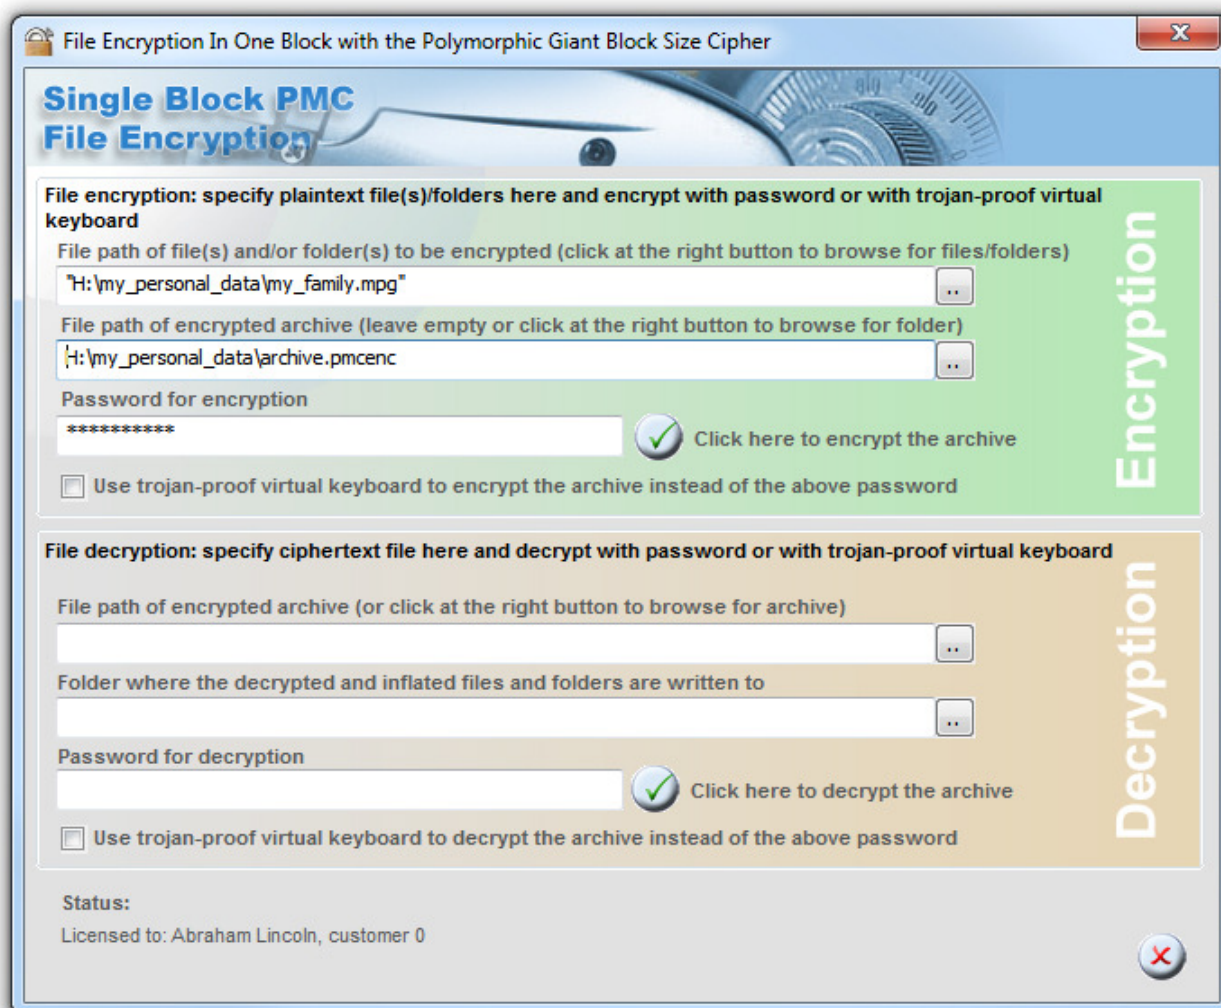 File Encryption In One Block with the Polymorphic Giant Block Size Cipher
X
Single Block PMC
File Encryption
File encryption: specify plaintext file(s)/folders here and encrypt with password or with trojan-proof virtual
keyboard
File path of file(s) and/or folder(s) to be encrypted (click at the right button to browse for files/folders)
"H:\my_personal_data\my_family.mpg"
..
File path of encrypted archive (leave empty or click at the right button to browse for folder)
H:\my_personal_data\archive.pmcenc
..
Password for encryption
**********
Click here to encrypt the archive
Use trojan-proof virtual keyboard to encrypt the archive instead of the above password
Encryption
File decryption: specify ciphertext file here and decrypt with password or with trojan-proof virtual keyboard
File path of encrypted archive (or click at the right button to browse for archive)
..
Folder where the decrypted and inflated files and folders are written to
..
Password for decryption
Click here to decrypt the archive
Use trojan-proof virtual keyboard to decrypt the archive instead of the above password
Decryption
Status:
Licensed to: Abraham Lincoln, customer 0